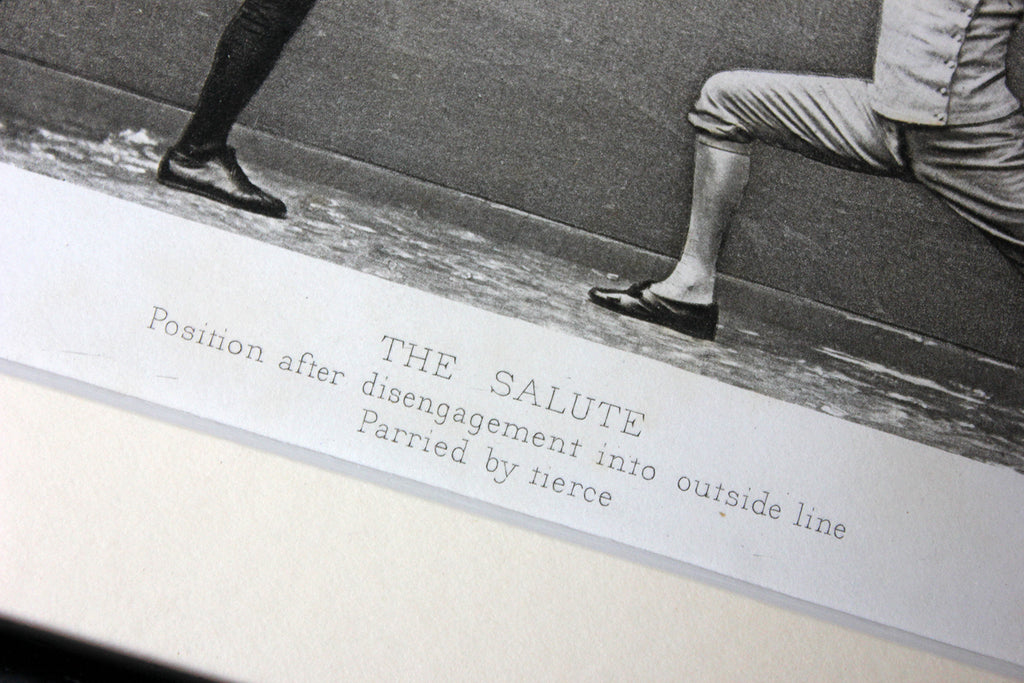 THE SALUTE
Position after disengagement into outside line
Parried by tierce